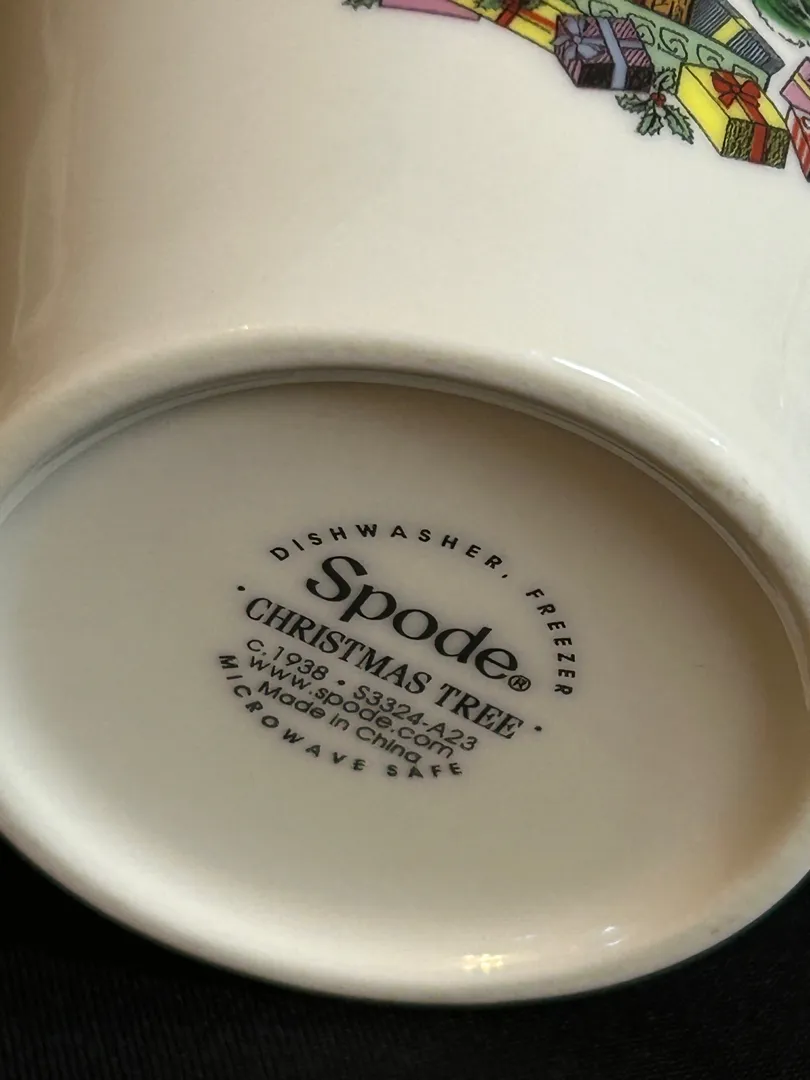 DISHWASHER, FREEZER
Spode®
· CHRISTMAS TREE ·
c. 1938 · S3324-A23
www.spode.com
Made in China
MICROWAVE SAFE